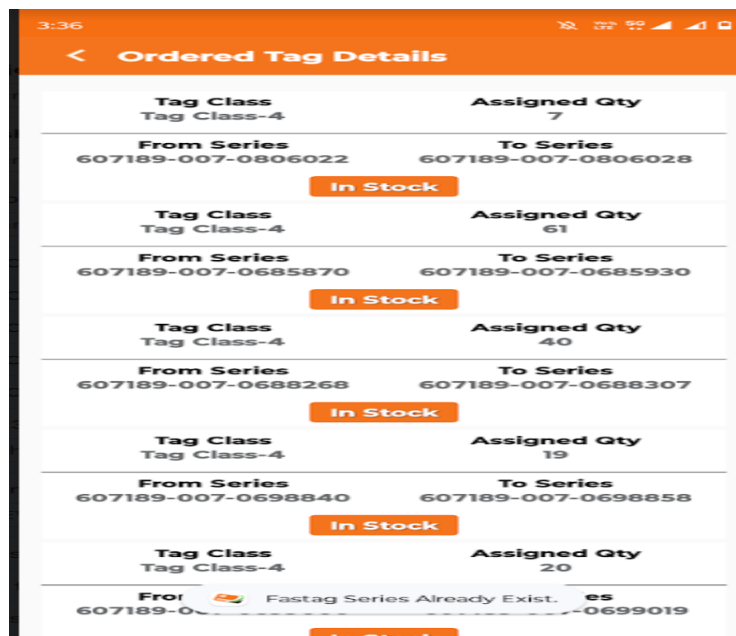 3:36 Vo)) LTE 5G
< Ordered Tag Details
Tag Class Assigned Qty
Tag Class-4 7
From Series To Series
607189-007-0806022 607189-007-0806028
In Stock
Tag Class Assigned Qty
Tag Class-4 61
From Series To Series
607189-007-0685870 607189-007-0685930
In Stock
Tag Class Assigned Qty
Tag Class-4 40
From Series To Series
607189-007-0688268 607189-007-0688307
In Stock
Tag Class Assigned Qty
Tag Class-4 19
From Series To Series
607189-007-0698840 607189-007-0698858
In Stock
Tag Class Assigned Qty
Tag Class-4 20
Fastag Series Already Exist.